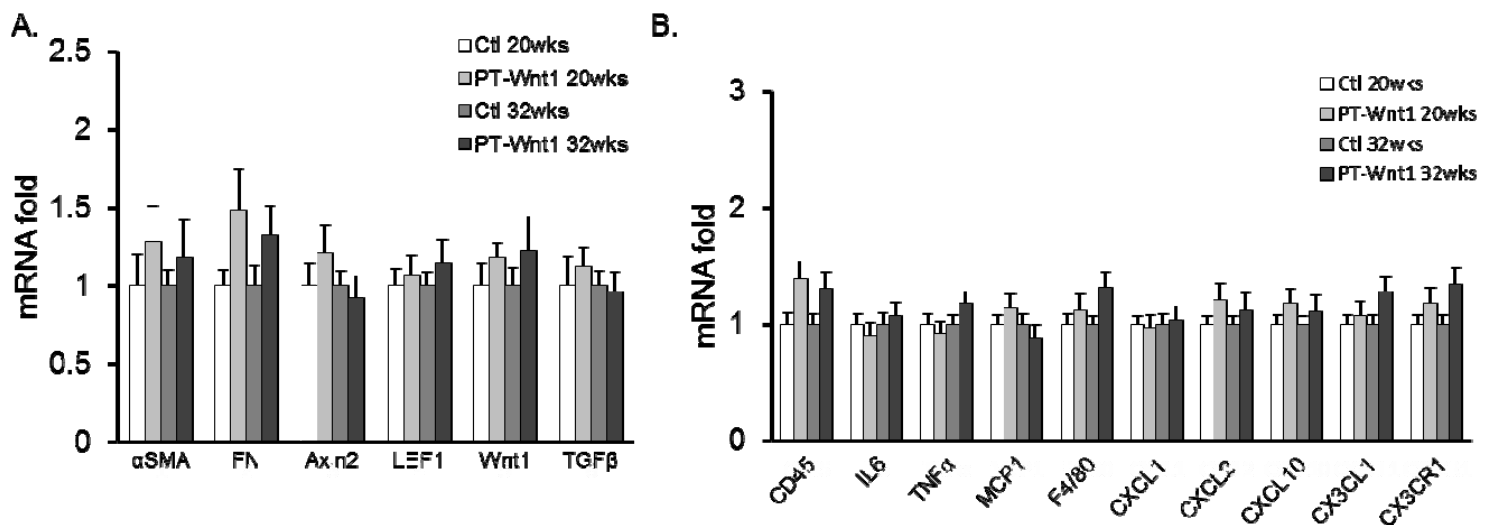 A.
2.5
2
1.5
1
0.5
0
mRNA fold
Ctl 20wks
PT-Wnt1 20wks
Ctl 32wks
PT-Wnt1 32wks
αSMA FN Axin2 LEF1 Wnt1 TGFβ
B.
3
2
1
0
mRNA fold
Ctl 20wks
PT-Wnt1 20wks
Ctl 32wks
PT-Wnt1 32wks
CD45 IL6 TNFα MCP1 F4/80 CXCL1 CXCL2 CXCL10 CX3CL1 CX3CR1